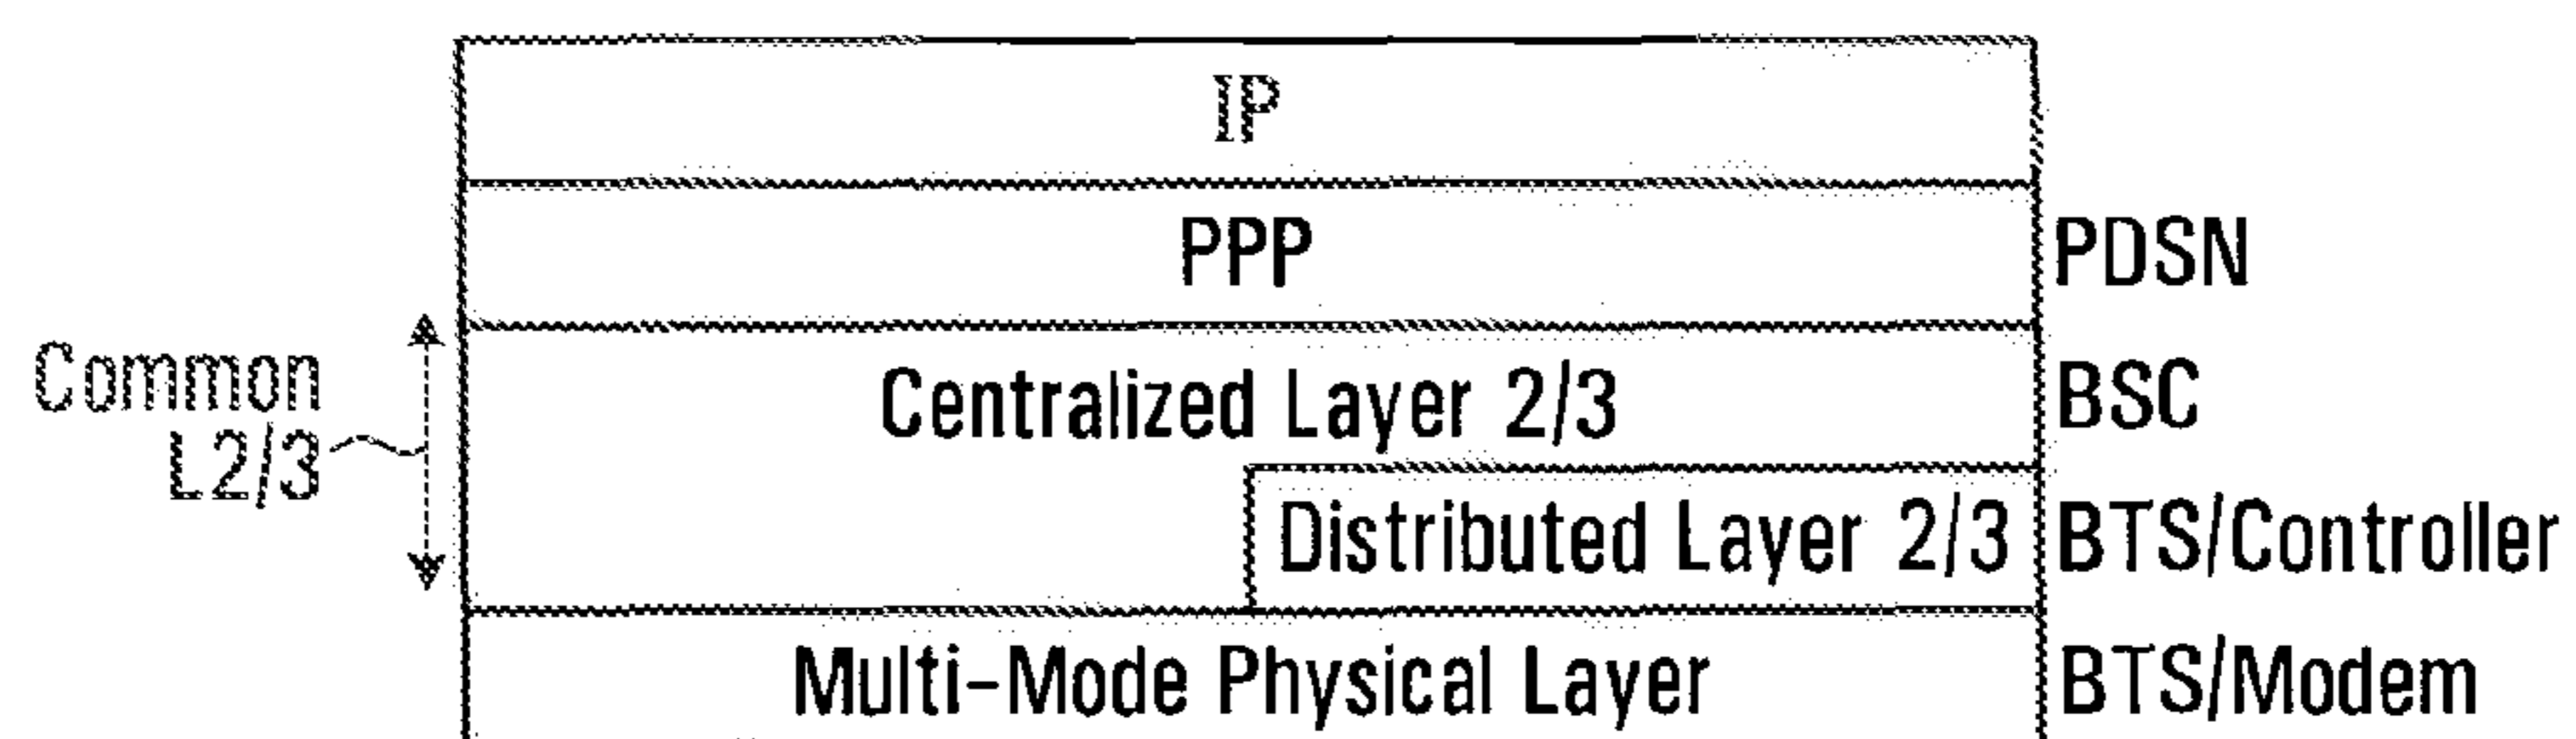 IP
PPP
PDSN
Common
L2/3
Centralized Layer 2/3
BSC
Distributed Layer 2/3
BTS/Controller
Multi-Mode Physical Layer
BTS/Modem